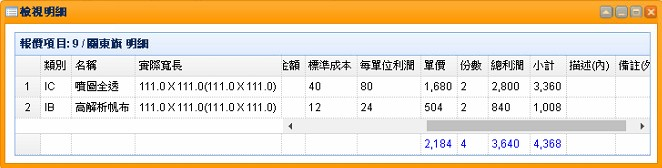 檢視明細
報價項目: 9 / 關東旗 明細
類別 名稱 實際寬長 金額 標準成本 每單位利潤 單價 份數 總利潤 小計 描述(內) 備註(外
1 IC 噴圖全透 111.0 X 111.0(111.0 X 111.0) 40 80 1,680 2 2,800 3,360
2 IB 高解析帆布 111.0 X 111.0(111.0 X 111.0) 12 24 504 2 840 1,008
2,184 4 3,640 4,368